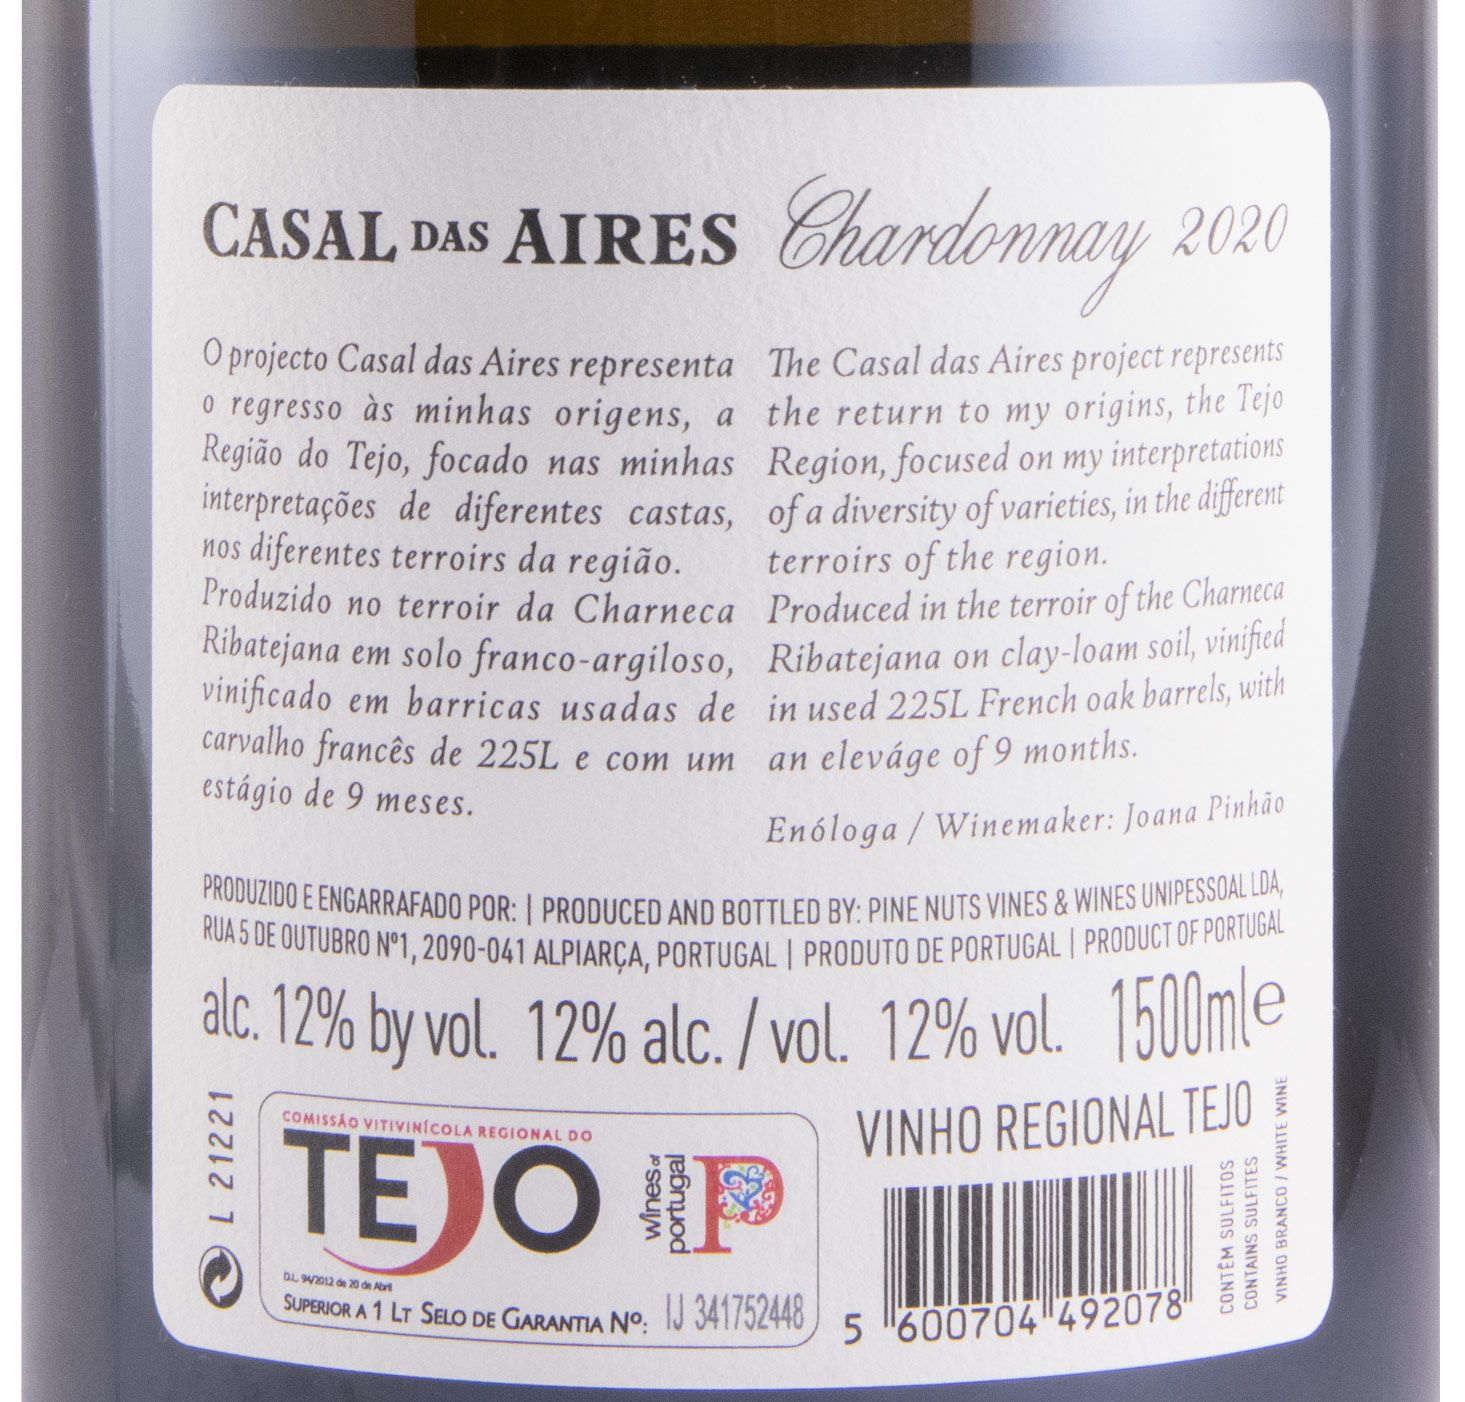 CASAL DAS AIRES Chardonnay 2020
O projecto Casal das Aires representa
o regresso às minhas origens, a
Região do Tejo, focado nas minhas
interpretações de diferentes castas,
nos diferentes terroirs da região.
Produzido no terroir da Charneca
Ribatejana em solo franco-argiloso,
vinificado em barricas usadas de
carvalho francês de 225L e com um
estágio de 9 meses.
The Casal das Aires project represents
the return to my origins, the Tejo
Region, focused on my interpretations
of a diversity of varieties, in the different
terroirs of the region.
Produced in the terroir of the Charneca
Ribatejana on clay-loam soil, vinified
in used 225L French oak barrels, with
an eleváge of 9 months.
Enóloga / Winemaker: Joana Pinhão
PRODUZIDO E ENGARRAFADO POR: | PRODUCED AND BOTTLED BY: PINE NUTS VINES & WINES UNIPESSOAL LDA,
RUA 5 DE OUTUBRO Nº1, 2090-041 ALPIARÇA, PORTUGAL | PRODUTO DE PORTUGAL | PRODUCT OF PORTUGAL
alc. 12% by vol. 12% alc. / vol. 12% vol. 1500ml e
L 21221
COMISSÃO VITIVINÍCOLA REGIONAL DO
TEJO
D.L. 94/2012 de 20 de Abril
SUPERIOR A 1 LT SELO DE GARANTIA Nº: IJ 341752448
wines of
portugal
P
VINHO REGIONAL TEJO
5 600704 492078
CONTÉM SULFITOS
CONTAINS SULFITES
VINHO BRANCO / WHITE WINE